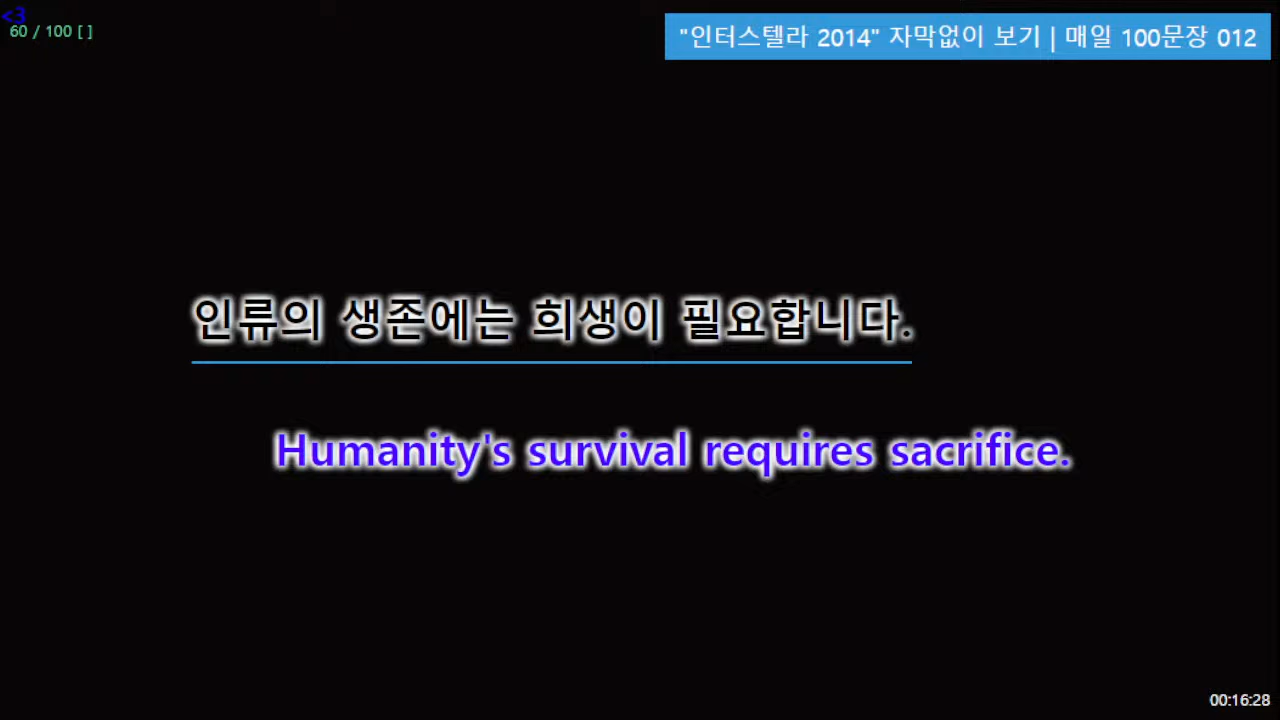 <3
60 / 100 [ ]
"인터스텔라 2014" 자막없이 보기 | 매일 100문장 012
인류의 생존에는 희생이 필요합니다.
Humanity's survival requires sacrifice.
00:16:28